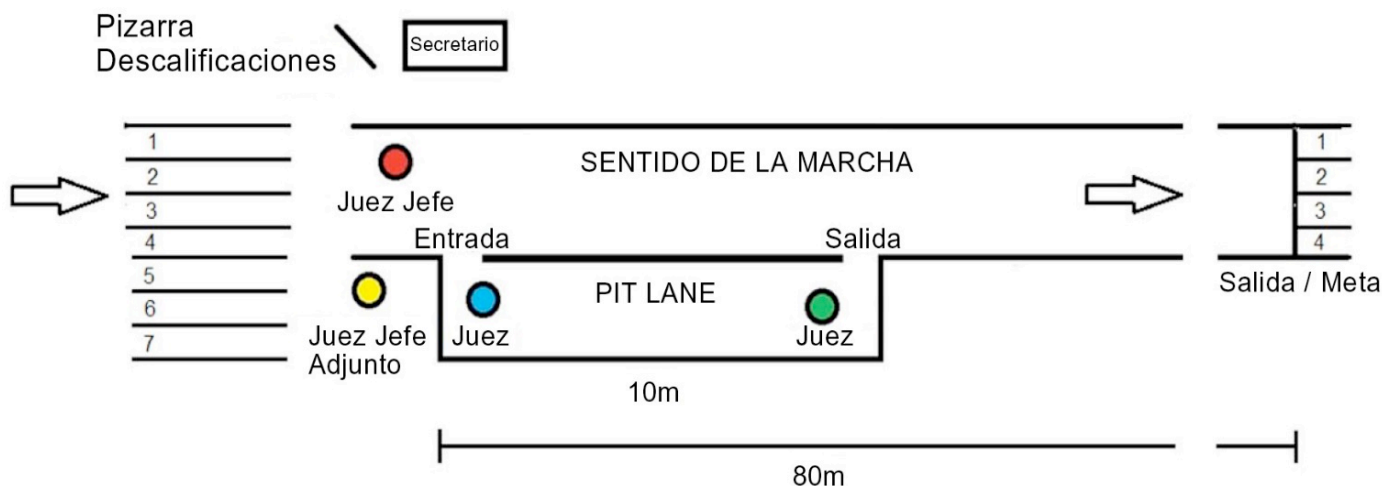 Pizarra
Descalificaciones
Secretario
1
2
3
4
5
6
7
SENTIDO DE LA MARCHA
Juez Jefe
Entrada
Salida
Juez Jefe
Adjunto
Juez
PIT LANE
Juez
10m
80m
1
2
3
4
Salida / Meta